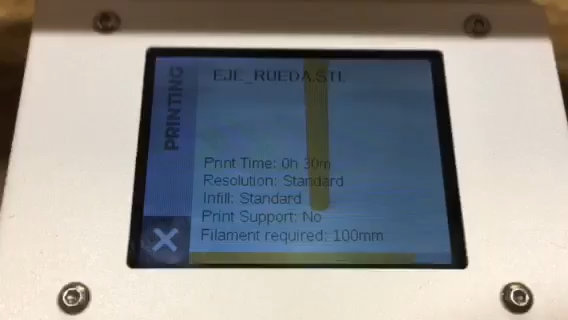 EJE_RUEDA.STL
PRINTING
Print Time: 0h 30m
Resolution: Standard
Infill: Standard
Print Support: No
Filament required: 100mm